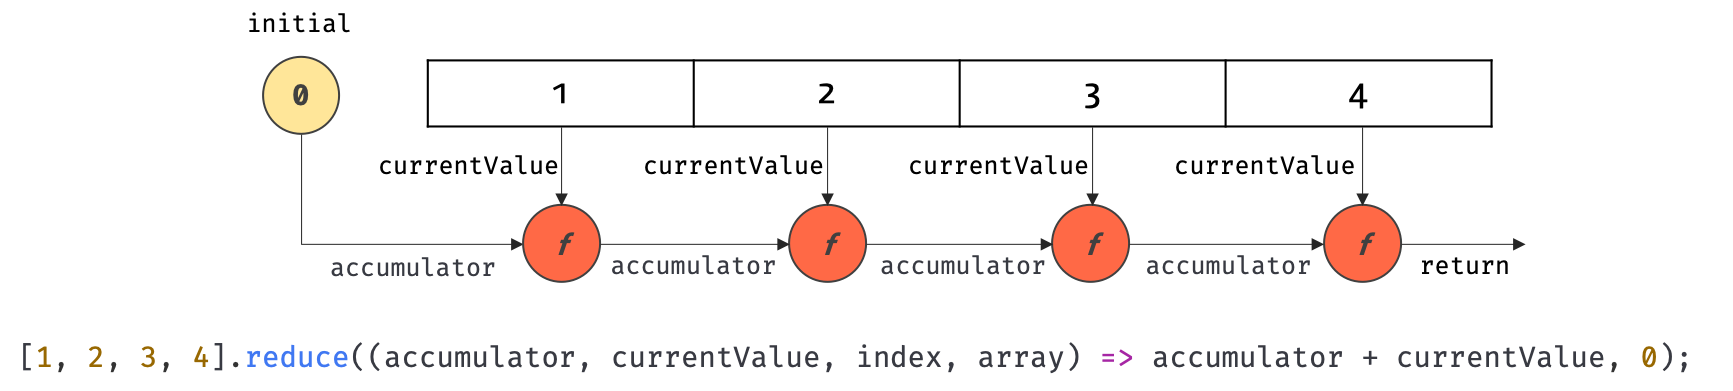 initial
0 1 2 3 4
currentValue currentValue currentValue currentValue
f f f f
accumulator accumulator accumulator accumulator return
[1, 2, 3, 4].reduce((accumulator, currentValue, index, array) => accumulator + currentValue, 0);